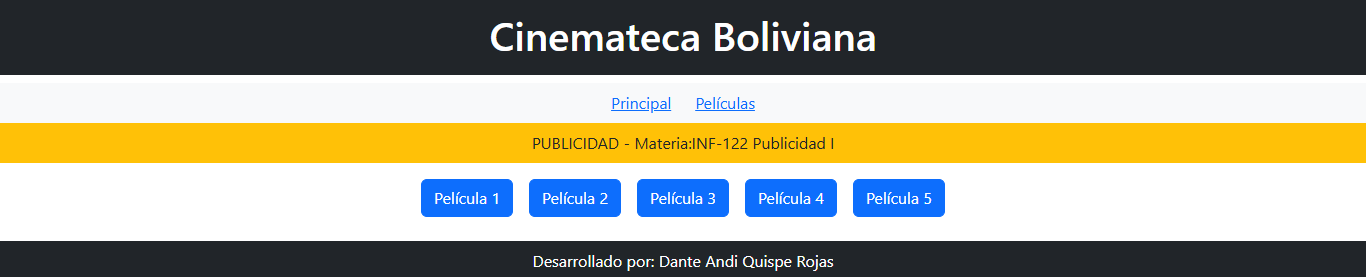 Cinemateca Boliviana
Principal Películas
PUBLICIDAD - Materia:INF-122 Publicidad I
Película 1 Película 2 Película 3 Película 4 Película 5
Desarrollado por: Dante Andi Quispe Rojas